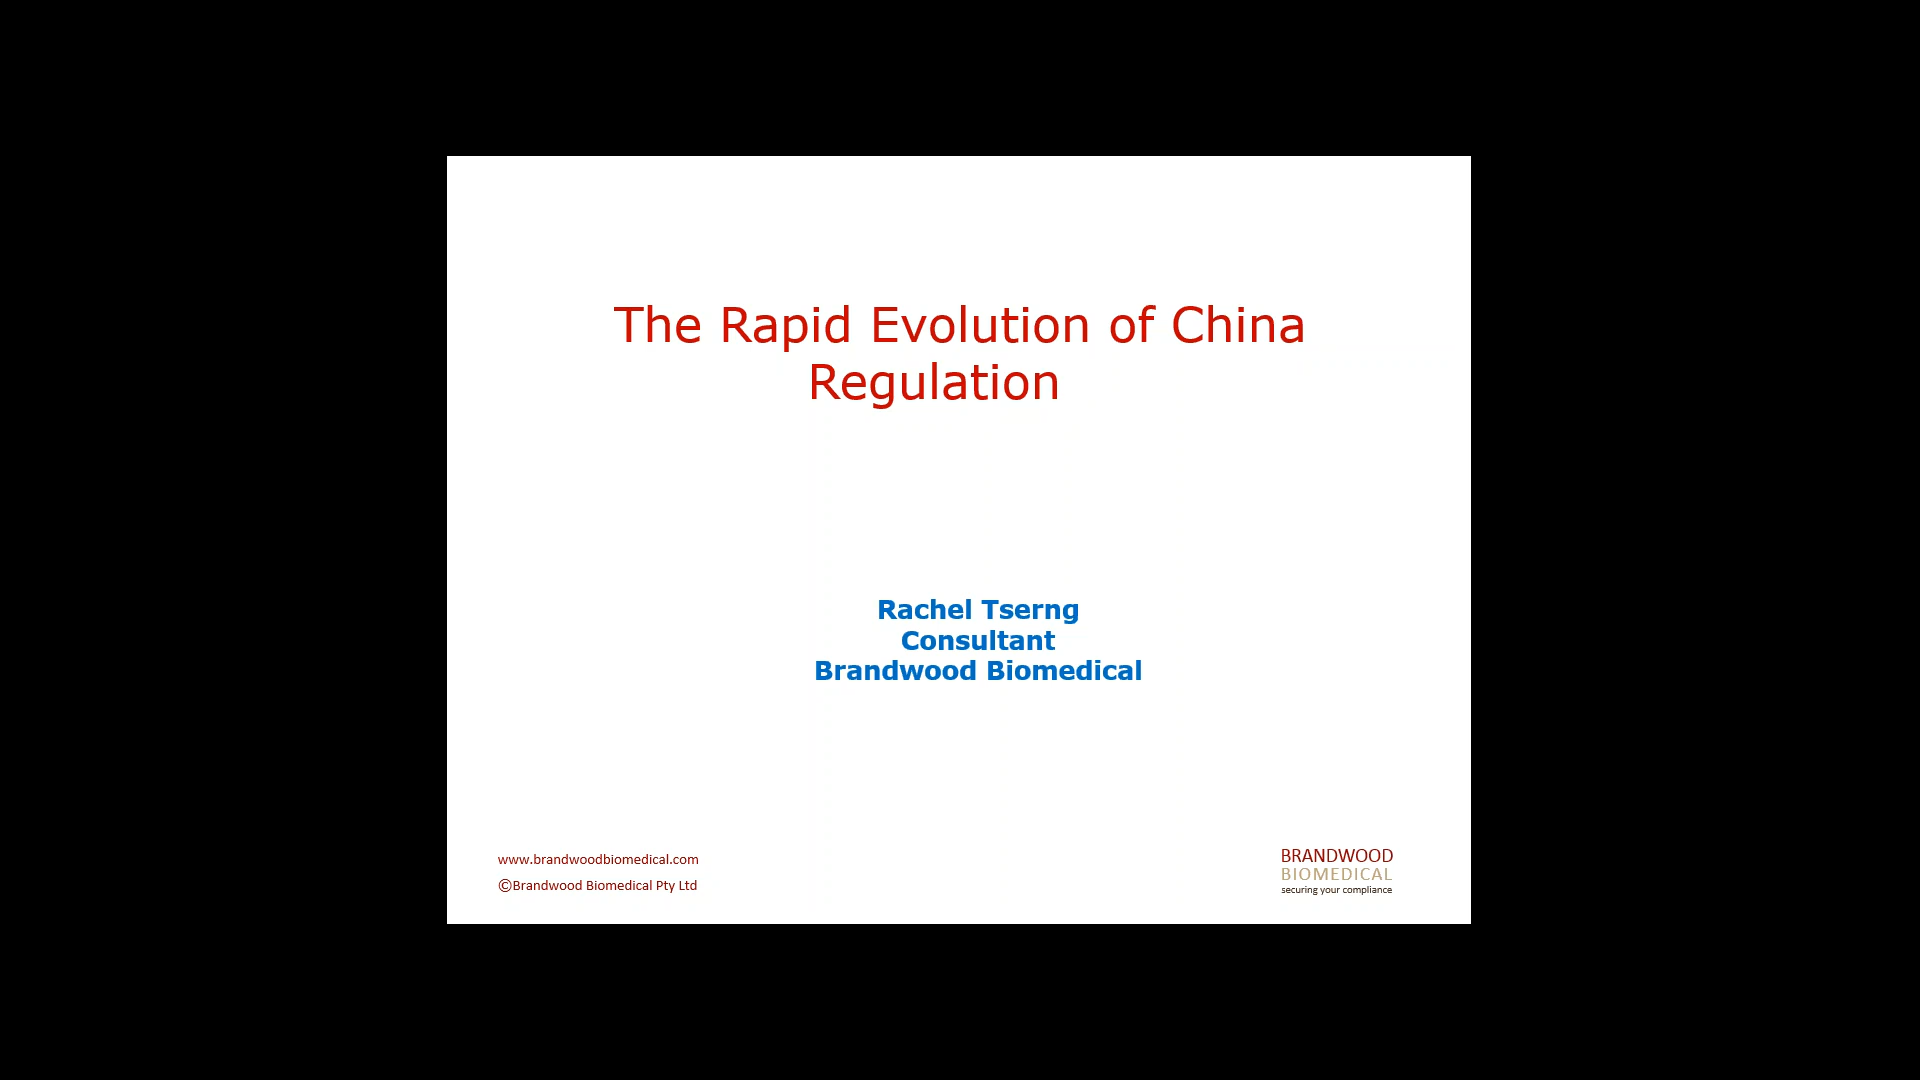 The Rapid Evolution of China
Regulation
Rachel Tserng
Consultant
Brandwood Biomedical
www.brandwoodbiomedical.com
©Brandwood Biomedical Pty Ltd
BRANDWOOD
BIOMEDICAL
securing your compliance